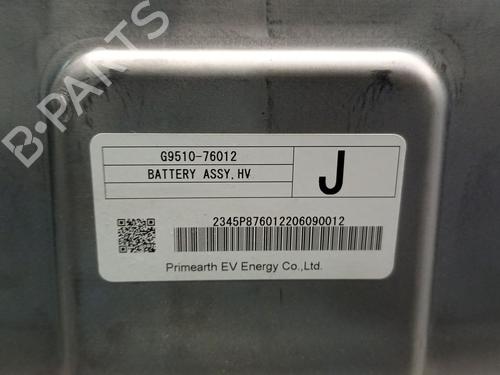 B-PARTS
G9510-76012
BATTERY ASSY, HV
J
2345P876012206090012
Primearth EV Energy Co.,Ltd.